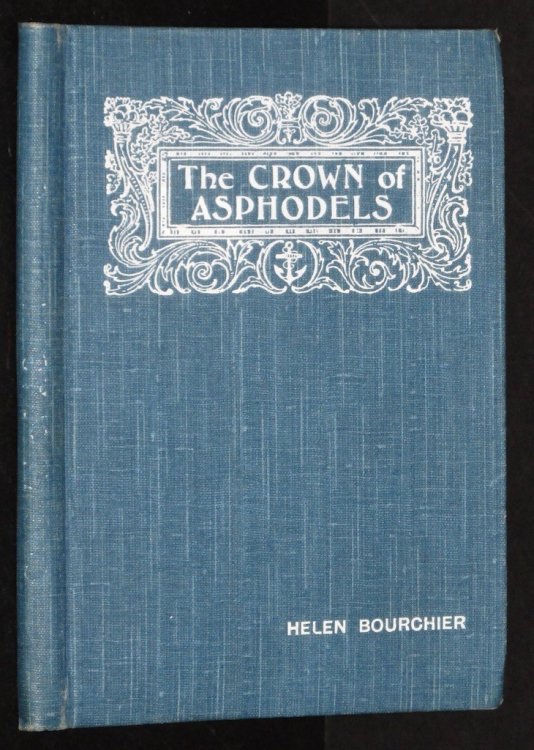 The CROWN of
ASPHODELS
HELEN BOURCHIER